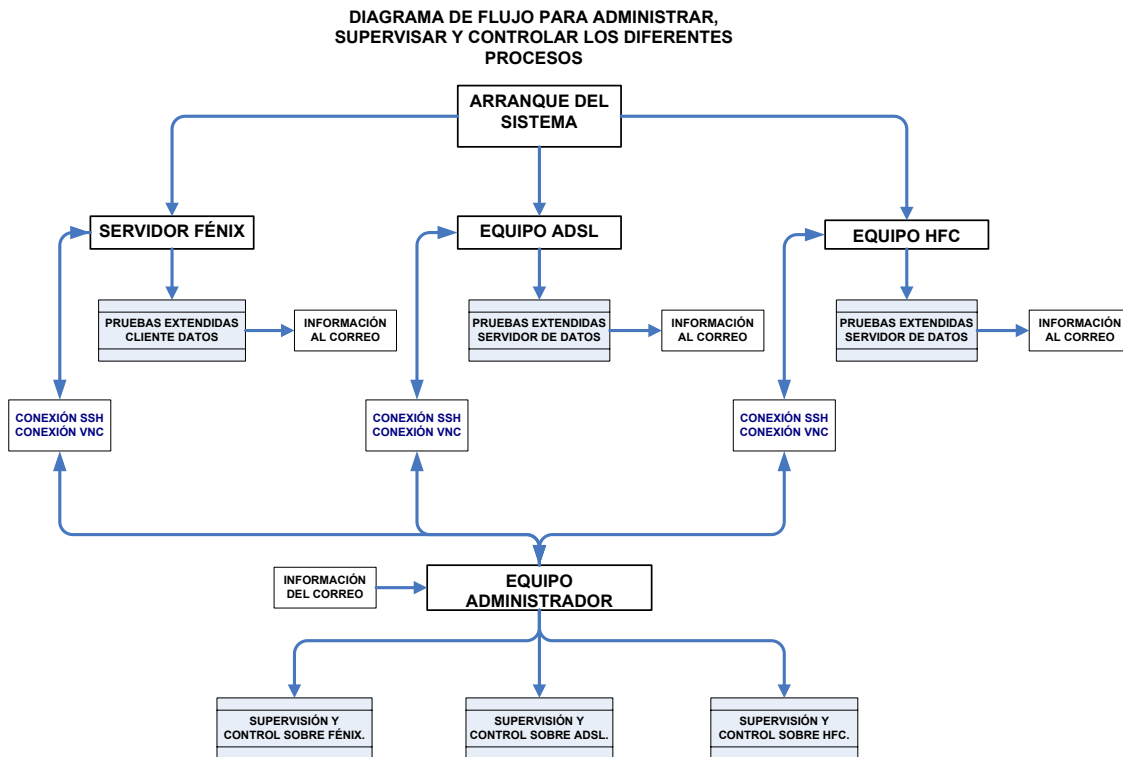 DIAGRAMA DE FLUJO PARA ADMINISTRAR,
SUPERVISAR Y CONTROLAR LOS DIFERENTES
PROCESOS
ARRANQUE DEL
SISTEMA
SERVIDOR FÉNIX
EQUIPO ADSL
EQUIPO HFC
PRUEBAS EXTENDIDAS
CLIENTE DATOS
INFORMACIÓN
AL CORREO
PRUEBAS EXTENDIDAS
SERVIDOR DE DATOS
INFORMACIÓN
AL CORREO
PRUEBAS EXTENDIDAS
SERVIDOR DE DATOS
INFORMACIÓN
AL CORREO
CONEXIÓN SSH
CONEXIÓN VNC
CONEXIÓN SSH
CONEXIÓN VNC
CONEXIÓN SSH
CONEXIÓN VNC
INFORMACIÓN
DEL CORREO
EQUIPO
ADMINISTRADOR
SUPERVISIÓN Y
CONTROL SOBRE FÉNIX.
SUPERVISIÓN Y
CONTROL SOBRE ADSL.
SUPERVISIÓN Y
CONTROL SOBRE HFC.